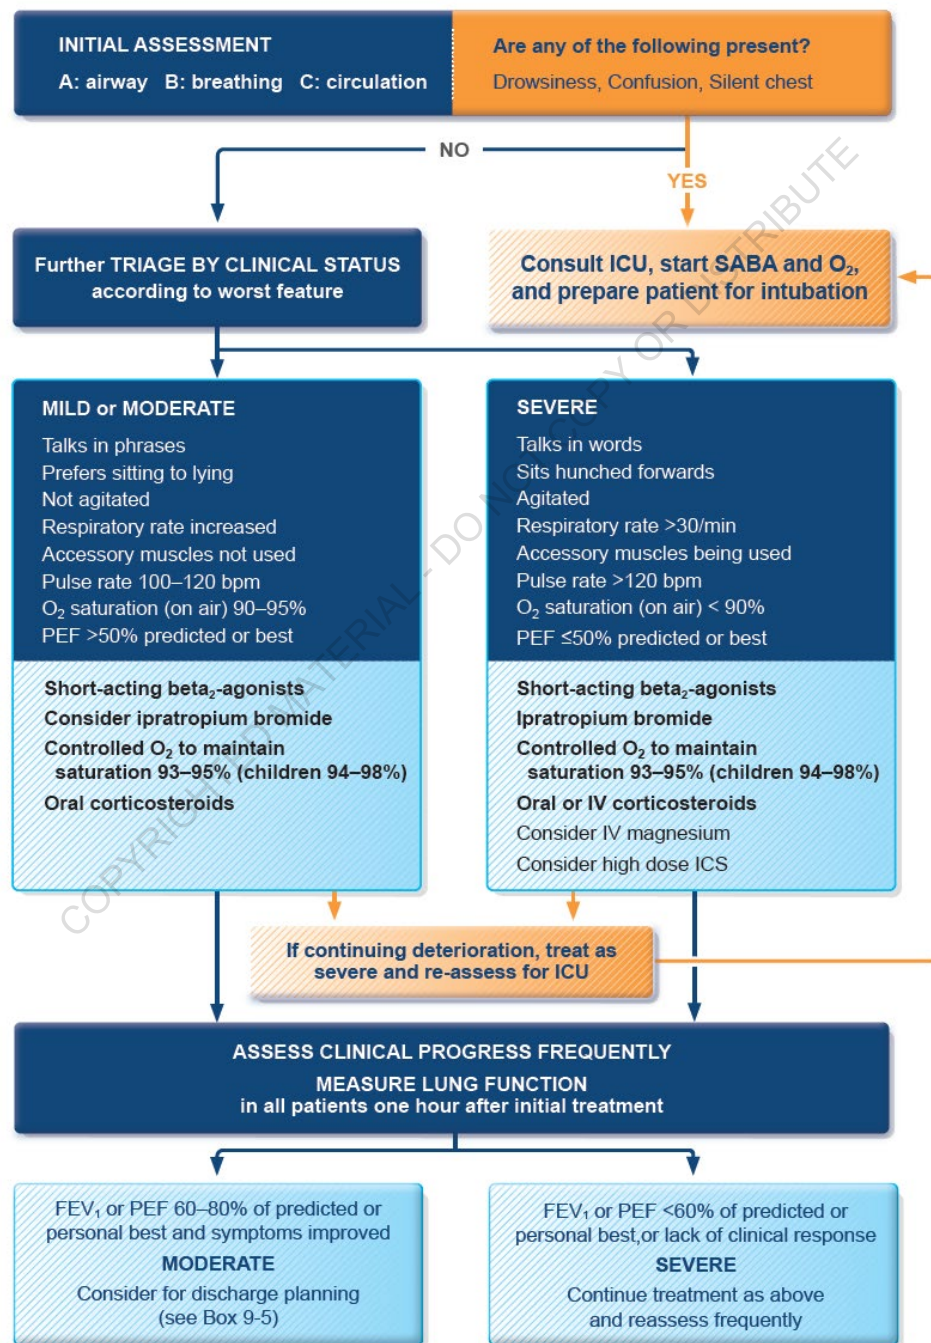 INITIAL ASSESSMENT
A: airway B: breathing C: circulation
Are any of the following present?
Drowsiness, Confusion, Silent chest
NO
YES
Further TRIAGE BY CLINICAL STATUS
according to worst feature
Consult ICU, start SABA and O₂,
and prepare patient for intubation
MILD or MODERATE
Talks in phrases
Prefers sitting to lying
Not agitated
Respiratory rate increased
Accessory muscles not used
Pulse rate 100–120 bpm
O₂ saturation (on air) 90–95%
PEF >50% predicted or best
Short-acting beta₂-agonists
Consider ipratropium bromide
Controlled O₂ to maintain
saturation 93–95% (children 94–98%)
Oral corticosteroids
SEVERE
Talks in words
Sits hunched forwards
Agitated
Respiratory rate >30/min
Accessory muscles being used
Pulse rate >120 bpm
O₂ saturation (on air) < 90%
PEF ≤50% predicted or best
Short-acting beta₂-agonists
Ipratropium bromide
Controlled O₂ to maintain
saturation 93–95% (children 94–98%)
Oral or IV corticosteroids
Consider IV magnesium
Consider high dose ICS
If continuing deterioration, treat as
severe and re-assess for ICU
ASSESS CLINICAL PROGRESS FREQUENTLY
MEASURE LUNG FUNCTION
in all patients one hour after initial treatment
FEV₁ or PEF 60–80% of predicted or
personal best and symptoms improved
MODERATE
Consider for discharge planning
(see Box 9-5)
FEV₁ or PEF <60% of predicted or
personal best,or lack of clinical response
SEVERE
Continue treatment as above
and reassess frequently
COPYRIGHTED MATERIAL - DO NOT COPY OR DISTRIBUTE